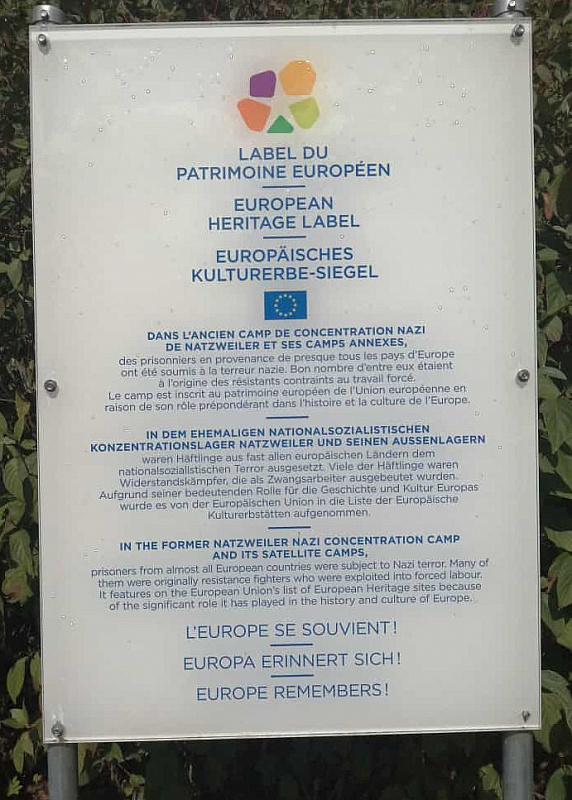 LABEL DU
PATRIMOINE EUROPÉEN
EUROPEAN
HERITAGE LABEL
EUROPÄISCHES
KULTURERBE-SIEGEL
DANS L'ANCIEN CAMP DE CONCENTRATION NAZI
DE NATZWEILER ET SES CAMPS ANNEXES,
des prisonniers en provenance de presque tous les pays d'Europe
ont été soumis à la terreur nazie. Bon nombre d'entre eux étaient
à l'origine des résistants contraints au travail forcé.
Le camp est inscrit au patrimoine européen de l'Union européenne en
raison de son rôle prépondérant dans l'histoire et la culture de l'Europe.
IN DEM EHEMALIGEN NATIONALSOZIALISTISCHEN
KONZENTRATIONSLAGER NATZWEILER UND SEINEN AUSSENLAGERN
waren Häftlinge aus fast allen europäischen Ländern dem
nationalsozialistischen Terror ausgesetzt. Viele der Häftlinge waren
Widerstandskämpfer, die als Zwangsarbeiter ausgebeutet wurden.
Aufgrund seiner bedeutenden Rolle für die Geschichte und Kultur Europas
wurde es von der Europäischen Union in die Liste der Europäische
Kulturerbstätten aufgenommen.
IN THE FORMER NATZWEILER NAZI CONCENTRATION CAMP
AND ITS SATELLITE CAMPS,
prisoners from almost all European countries were subject to Nazi terror. Many of
them were originally resistance fighters who were exploited into forced labour.
It features on the European Union's list of European Heritage sites because
of the significant role it has played in the history and culture of Europe.
L'EUROPE SE SOUVIENT!
EUROPA ERINNERT SICH!
EUROPE REMEMBERS!